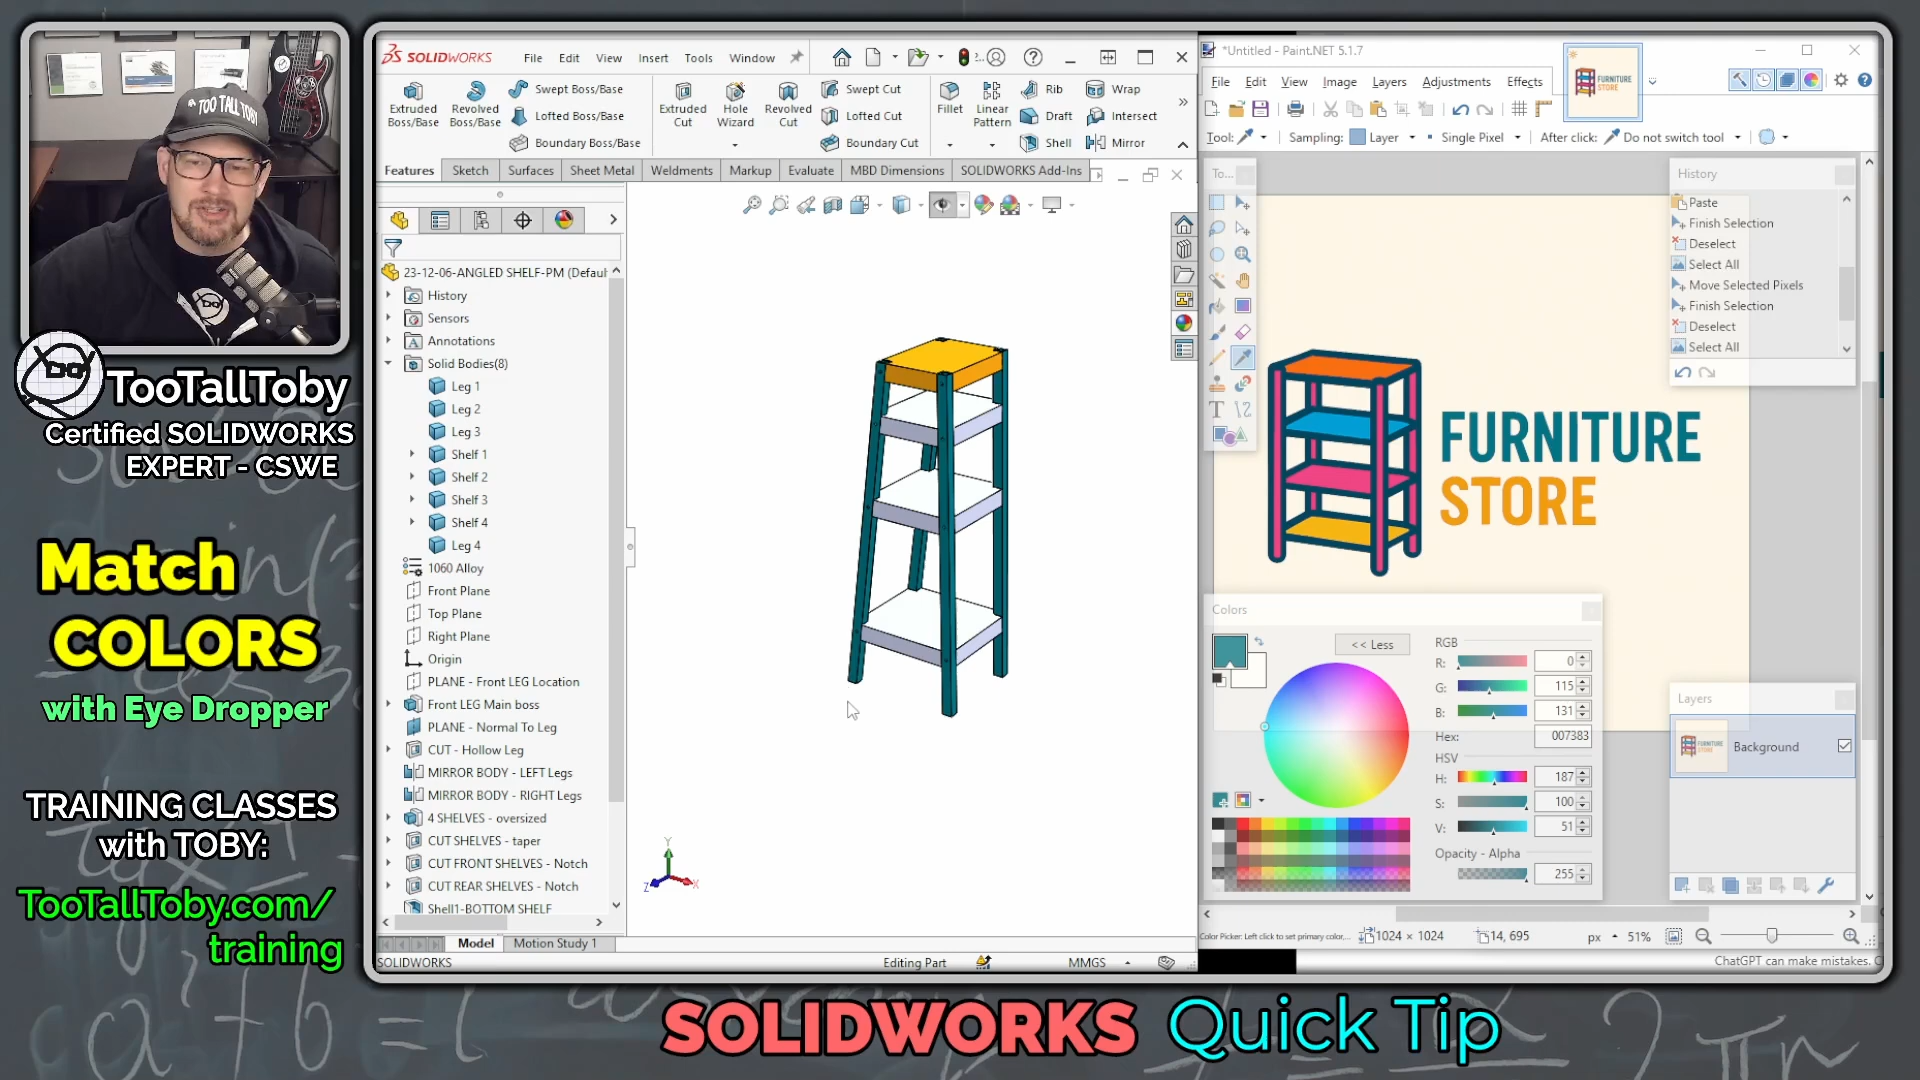 TOO TALL TOBY
TooTallToby
Certified SOLIDWORKS
EXPERT - CSWE
Match
COLORS
with Eye Dropper
TRAINING CLASSES
with TOBY:
TooTallToby.com/
training
SOLIDWORKS
File Edit View Insert Tools Window
Extruded Boss/Base
Revolved Boss/Base
Swept Boss/Base
Lofted Boss/Base
Boundary Boss/Base
Extruded Cut
Hole Wizard
Revolved Cut
Swept Cut
Lofted Cut
Boundary Cut
Fillet
Linear Pattern
Rib
Draft
Shell
Wrap
Intersect
Mirror
Features Sketch Surfaces Sheet Metal Weldments Markup Evaluate MBD Dimensions SOLIDWORKS Add-Ins
23-12-06-ANGLED SHELF-PM (Defaul
History
Sensors
Annotations
Solid Bodies(8)
Leg 1
Leg 2
Leg 3
Shelf 1
Shelf 2
Shelf 3
Shelf 4
Leg 4
1060 Alloy
Front Plane
Top Plane
Right Plane
Origin
PLANE - Front LEG Location
Front LEG Main boss
PLANE - Normal To Leg
CUT - Hollow Leg
MIRROR BODY - LEFT Legs
MIRROR BODY - RIGHT Legs
4 SHELVES - oversized
CUT SHELVES - taper
CUT FRONT SHELVES - Notch
CUT REAR SHELVES - Notch
Shell1-BOTTOM SHELF
Y
Z X
Model Motion Study 1
SOLIDWORKS Editing Part MMGS
*Untitled - Paint.NET 5.1.7
File Edit View Image Layers Adjustments Effects
FURNITURE
STORE
Tool: Sampling: Layer Single Pixel After click: Do not switch tool
To...
History
Paste
Finish Selection
Deselect
Select All
Move Selected Pixels
Finish Selection
Deselect
Select All
FURNITURE
STORE
Colors
<< Less
RGB
R: 0
G: 115
B: 131
Hex: 007383
HSV
H: 187
S: 100
V: 51
Opacity - Alpha
255
Layers
Background
Color Picker: Left click to set primary color,... 1024 × 1024 14, 695 px 51%
ChatGPT can make mistakes. C
SOLIDWORKS Quick Tip